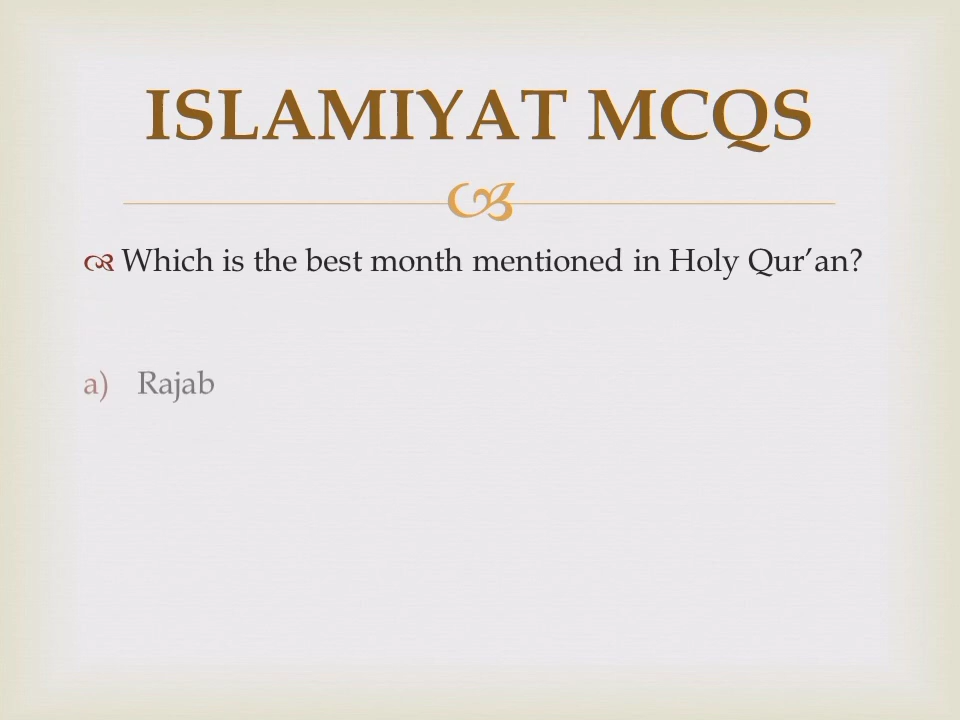 ISLAMIYAT MCQS
Which is the best month mentioned in Holy Qur’an?
a) Rajab